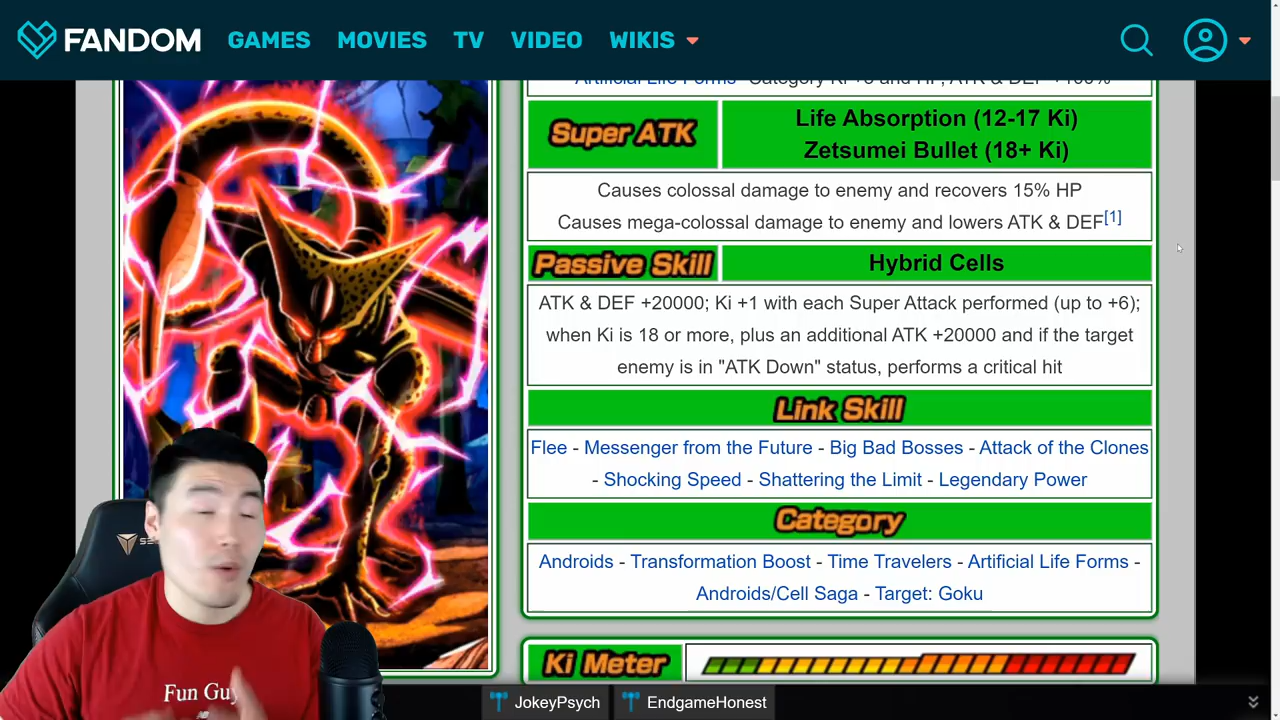 FANDOM GAMES MOVIES TV VIDEO WIKIS
Artificial Life Forms
Super ATK
Life Absorption (12-17 Ki)
Zetsumei Bullet (18+ Ki)
Causes colossal damage to enemy and recovers 15% HP
Causes mega-colossal damage to enemy and lowers ATK & DEF[1]
Passive Skill
Hybrid Cells
ATK & DEF +20000; Ki +1 with each Super Attack performed (up to +6);
when Ki is 18 or more, plus an additional ATK +20000 and if the target
enemy is in "ATK Down" status, performs a critical hit
Link Skill
Flee - Messenger from the Future - Big Bad Bosses - Attack of the Clones
- Shocking Speed - Shattering the Limit - Legendary Power
Category
Androids - Transformation Boost - Time Travelers - Artificial Life Forms -
Androids/Cell Saga - Target: Goku
Ki Meter
Fun Guy
JokeyPsych EndgameHonest